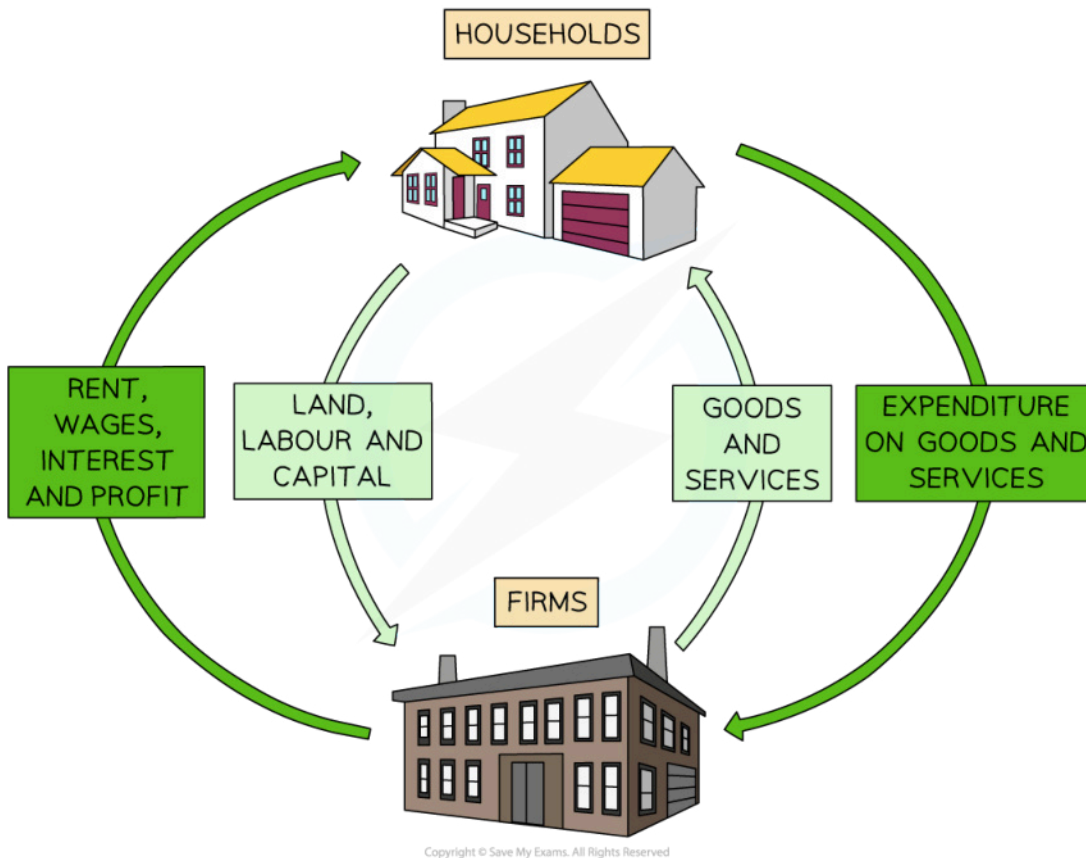 HOUSEHOLDS
RENT,
WAGES,
INTEREST
AND PROFIT
LAND,
LABOUR AND
CAPITAL
GOODS
AND
SERVICES
EXPENDITURE
ON GOODS AND
SERVICES
FIRMS
Copyright © Save My Exams. All Rights Reserved